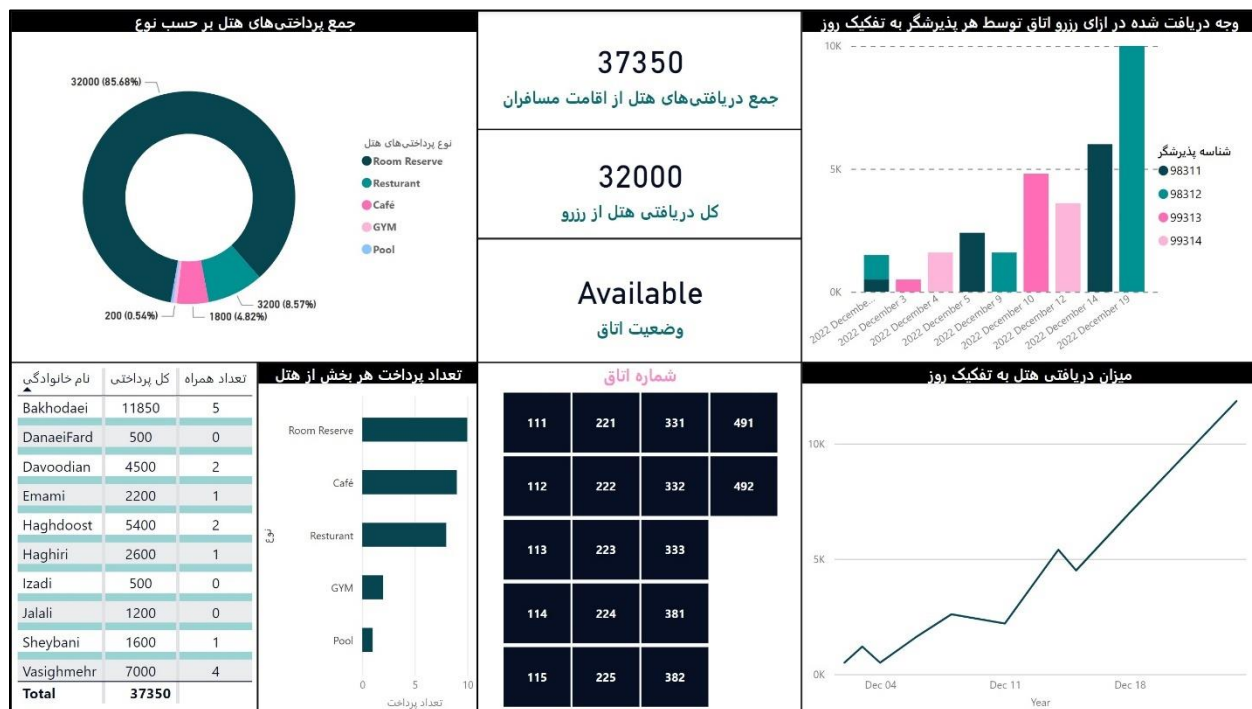 جمع پرداختی‌های هتل بر حسب نوع
32000 (85.68%)
3200 (8.57%)
1800 (4.82%)
200 (0.54%)
نوع پرداختی‌های هتل
Room Reserve
Resturant
Café
GYM
Pool
37350
جمع دریافتی‌های هتل از اقامت مسافران
32000
کل دریافتی هتل از رزرو
Available
وضعیت اتاق
وجه دریافت شده در ازای رزرو اتاق توسط هر پذیرشگر به تفکیک روز
10K
5K
0K
2022 Decembe...
2022 December 3
2022 December 4
2022 December 5
2022 December 9
2022 December 10
2022 December 12
2022 December 14
2022 December 19
شناسه پذیرشگر
98311
98312
99313
99314
نام خانوادگی کل پرداختی تعداد همراه
Bakhodaei 11850 5
DanaeiFard 500 0
Davoodian 4500 2
Emami 2200 1
Haghdoost 5400 2
Haghiri 2600 1
Izadi 500 0
Jalali 1200 0
Sheybani 1600 1
Vasighmehr 7000 4
Total 37350
تعداد پرداخت هر بخش از هتل
Room Reserve
Café
Resturant
GYM
Pool
نوع
0 5 10
تعداد پرداخت
شماره اتاق
111 221 331 491
112 222 332 492
113 223 333
114 224 381
115 225 382
میزان دریافتی هتل به تفکیک روز
10K
5K
0K
Dec 04 Dec 11 Dec 18
Year